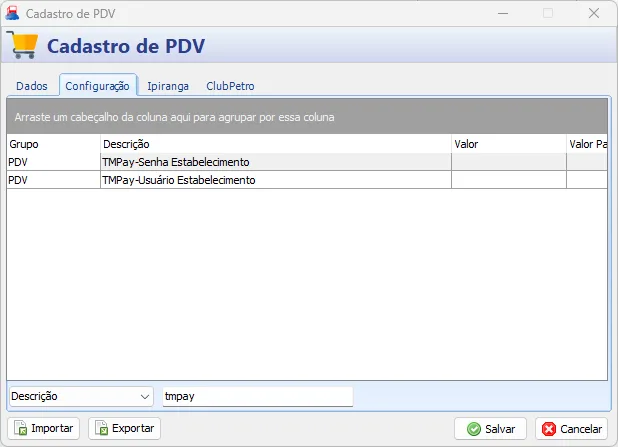 Cadastro de PDV
Cadastro de PDV
Dados Configuração Ipiranga ClubPetro
Arraste um cabeçalho da coluna aqui para agrupar por essa coluna
Grupo Descrição Valor Valor Pa
PDV TMPay-Senha Estabelecimento
PDV TMPay-Usuário Estabelecimento
Descrição tmpay
Importar Exportar Salvar Cancelar